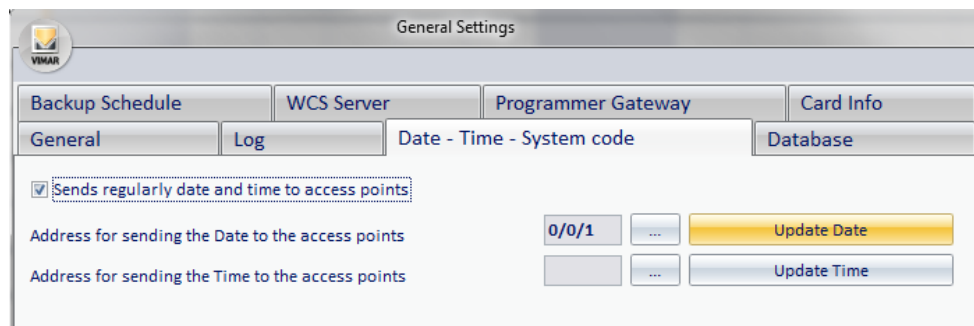 General Settings
VIMAR
Backup Schedule WCS Server Programmer Gateway Card Info
General Log Date - Time - System code Database
Sends regularly date and time to access points
Address for sending the Date to the access points 0/0/1 ... Update Date
Address for sending the Time to the access points ... Update Time